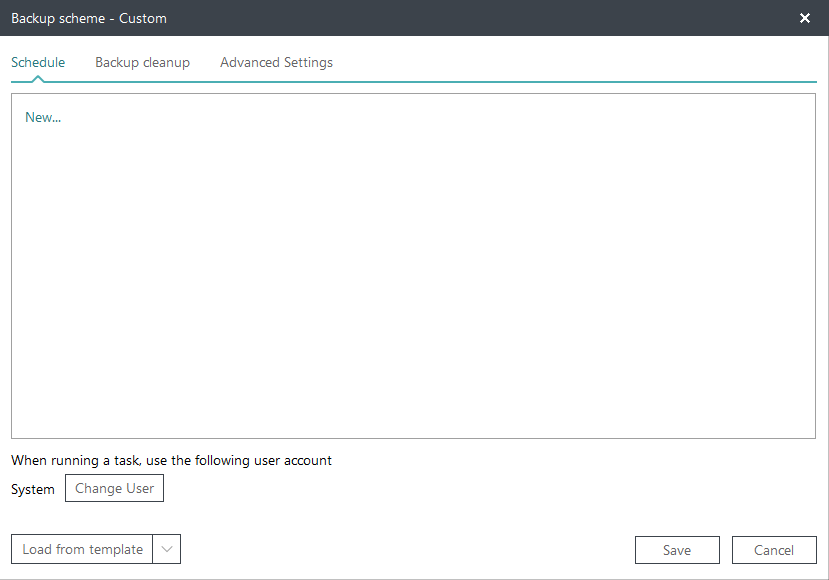 Backup scheme - Custom
Schedule Backup cleanup Advanced Settings
New...
When running a task, use the following user account
System Change User
Load from template Save Cancel